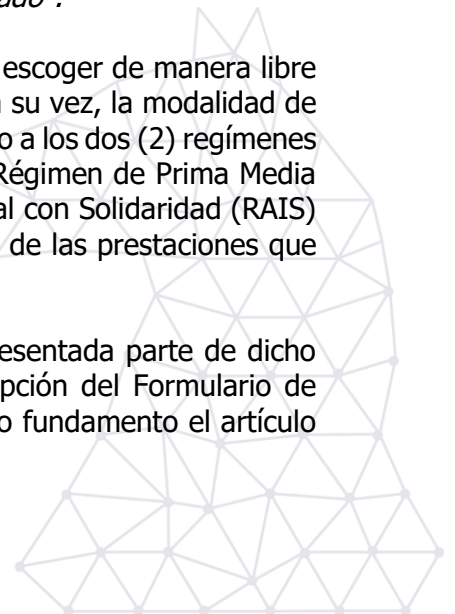 escoger de manera libre
su vez, la modalidad de
o a los dos (2) regímenes
Régimen de Prima Media
al con Solidaridad (RAIS)
de las prestaciones que
esentada parte de dicho
pción del Formulario de
o fundamento el artículo